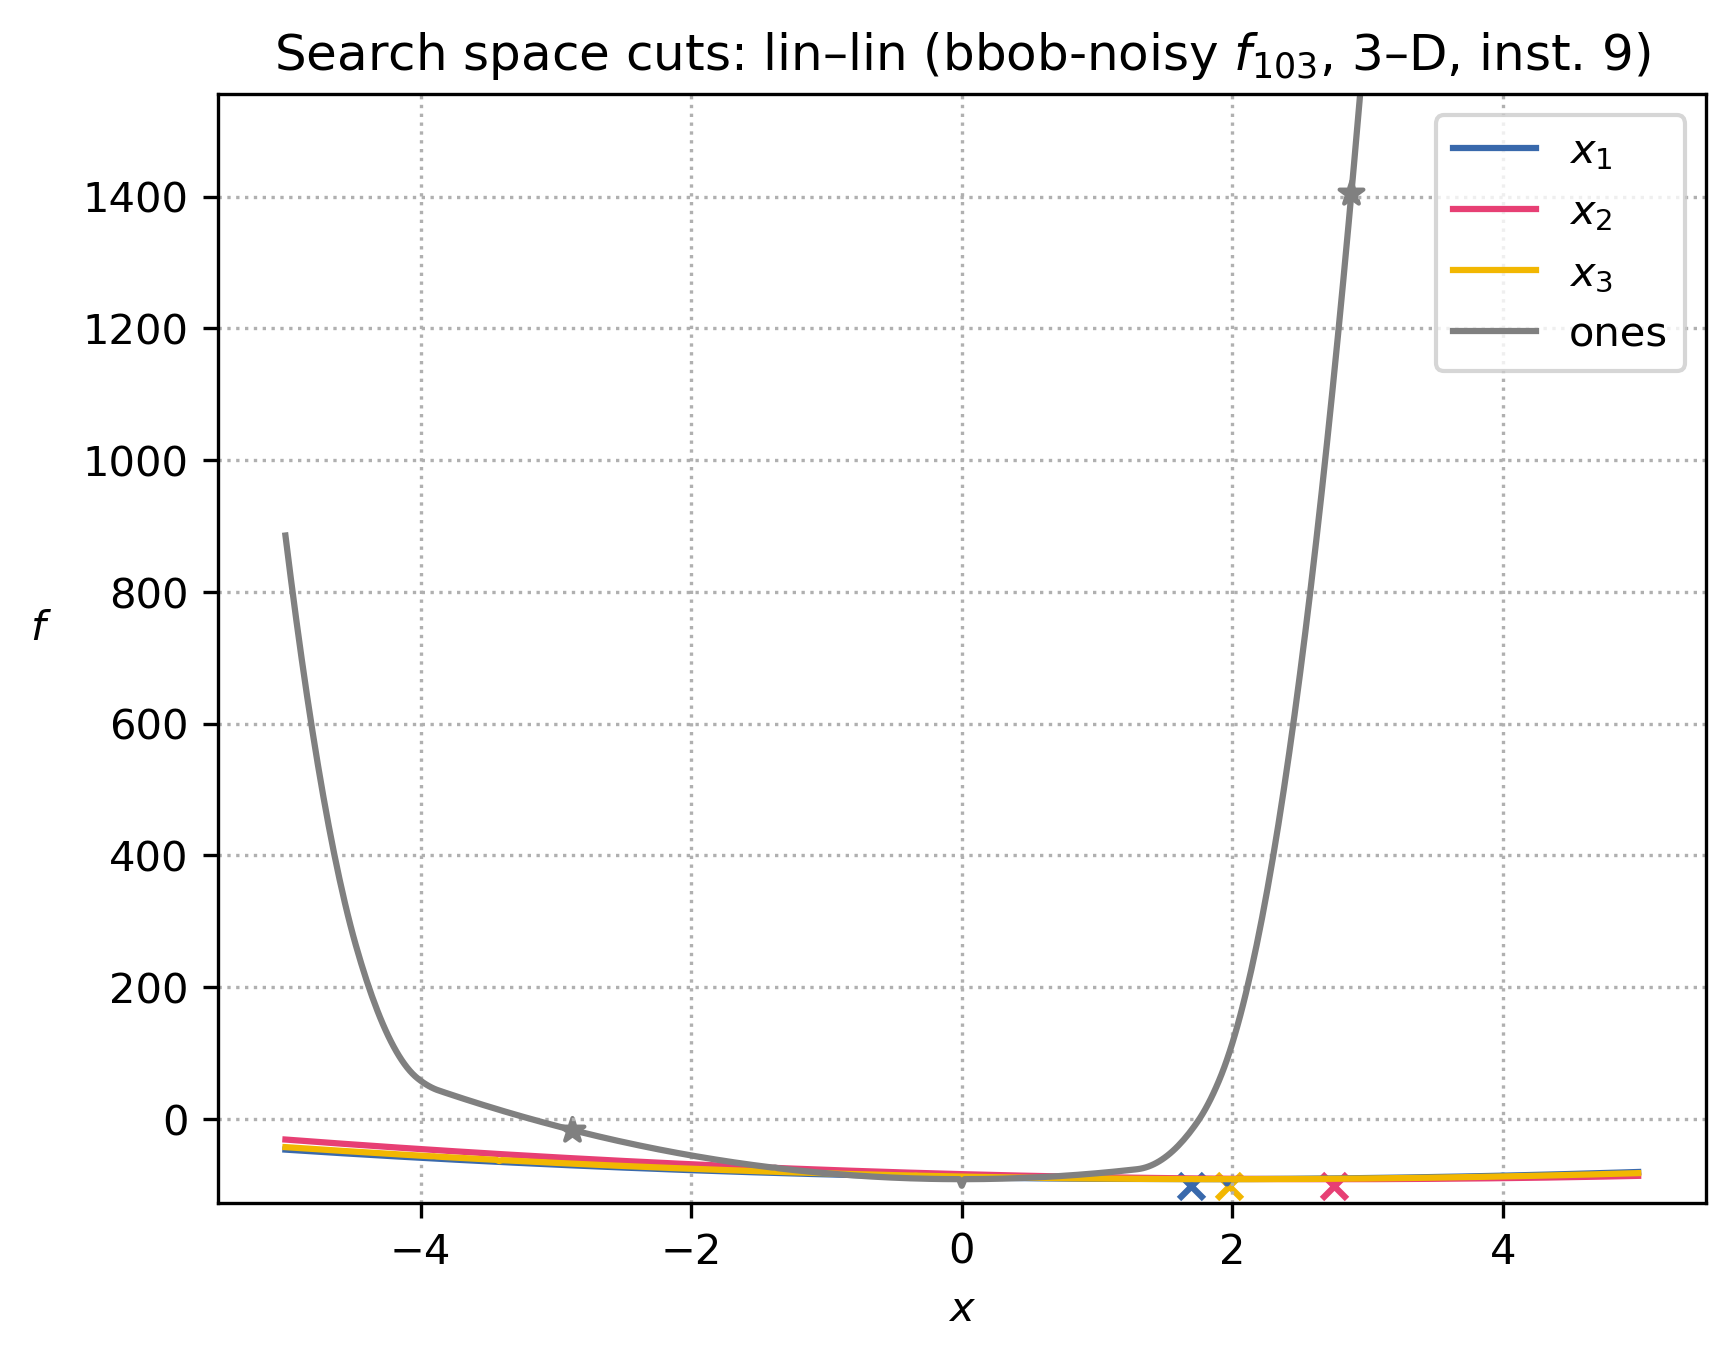 Search space cuts: lin–lin (bbob-noisy f₁₀₃, 3–D, inst. 9)
x₁
x₂
x₃
ones
1400
1200
1000
800
600
400
200
0
f
−4 −2 0 2 4
x